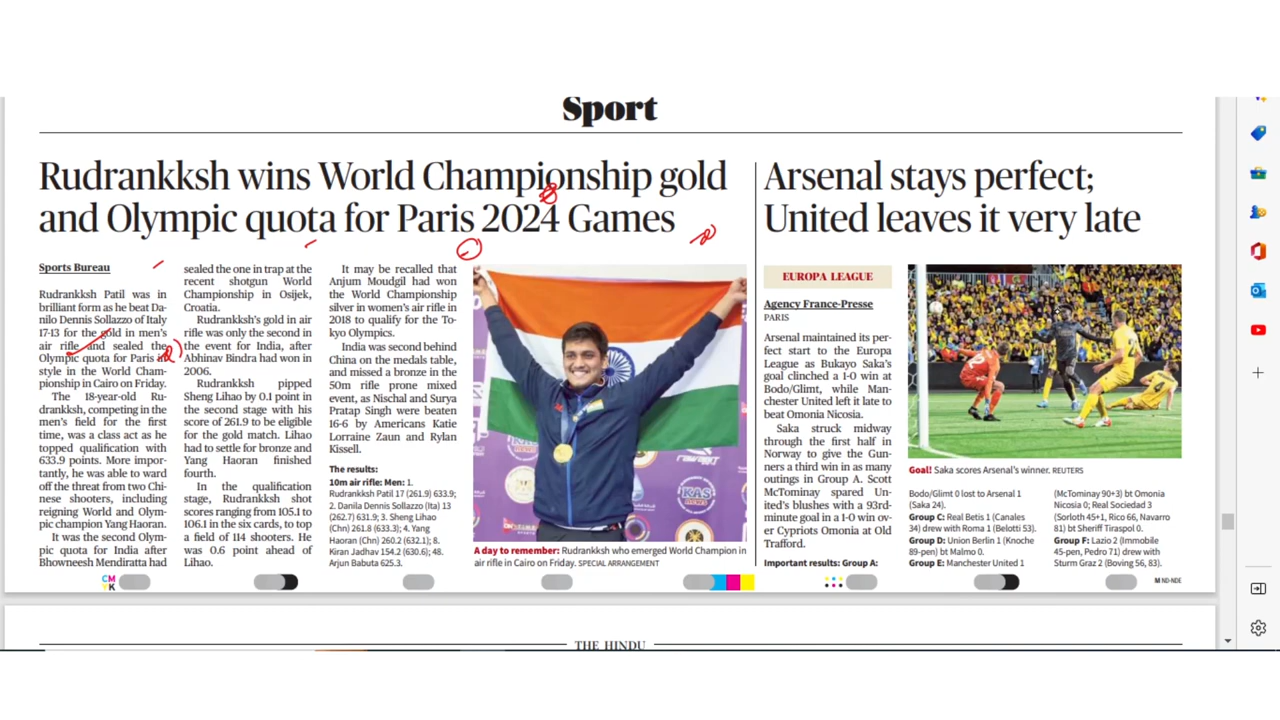 Sport
Rudrankksh wins World Championship gold
and Olympic quota for Paris 2024 Games
Sports Bureau
Rudrankksh Patil was in
brilliant form as he beat Da-
nilo Dennis Sollazzo of Italy
17-13 for the gold in men's
air rifle and sealed the
Olympic quota for Paris in
style in the World Cham-
pionship in Cairo on Friday.
The 18-year-old Ru-
drankksh, competing in the
men's field for the first
time, was a class act as he
topped qualification with
633.9 points. More impor-
tantly, he was able to ward
off the threat from two Chi-
nese shooters, including
reigning World and Olym-
pic champion Yang Haoran.
It was the second Olym-
pic quota for India after
Bhowneesh Mendiratta had
sealed the one in trap at the
recent shotgun World
Championship in Osijek,
Croatia.
Rudrankksh's gold in air
rifle was only the second in
the event for India, after
Abhinav Bindra had won in
2006.
Rudrankksh pipped
Sheng Lihao by 0.1 point in
the second stage with his
score of 261.9 to be eligible
for the gold match. Lihao
had to settle for bronze and
Yang Haoran finished
fourth.
In the qualification
stage, Rudrankksh shot
scores ranging from 105.1 to
106.1 in the six cards, to top
a field of 114 shooters. He
was 0.6 point ahead of
Lihao.
It may be recalled that
Anjum Moudgil had won
the World Championship
silver in women's air rifle in
2018 to qualify for the To-
kyo Olympics.
India was second behind
China on the medals table,
and missed a bronze in the
50m rifle prone mixed
event, as Nischal and Surya
Pratap Singh were beaten
16-6 by Americans Katie
Lorraine Zaun and Rylan
Kissell.
The results:
10m air rifle: Men: 1.
Rudrankksh Patil 17 (261.9) 633.9;
2. Danila Dennis Sollazzo (Ita) 13
(262.7) 631.9; 3. Sheng Lihao
(Chn) 261.8 (633.3); 4. Yang
Haoran (Chn) 260.2 (632.1); 8.
Kiran Jadhav 154.2 (630.6); 48.
Arjun Babuta 625.3.
KAS
A day to remember: Rudrankksh who emerged World Champion in
air rifle in Cairo on Friday. SPECIAL ARRANGEMENT
Arsenal stays perfect;
United leaves it very late
EUROPA LEAGUE
Agency France-Presse
PARIS
Arsenal maintained its per-
fect start to the Europa
League as Bukayo Saka's
goal clinched a 1-0 win at
Bodo/Glimt, while Man-
chester United left it late to
beat Omonia Nicosia.
Saka struck midway
through the first half in
Norway to give the Gun-
ners a third win in as many
outings in Group A. Scott
McTominay spared Un-
ited's blushes with a 93rd-
minute goal in a 1-0 win ov-
er Cypriots Omonia at Old
Trafford.
Important results: Group A:
Goal! Saka scores Arsenal's winner. REUTERS
Bodo/Glimt 0 lost to Arsenal 1
(Saka 24).
Group C: Real Betis 1 (Canales
34) drew with Roma 1 (Belotti 53).
Group D: Union Berlin 1 (Knoche
89-pen) bt Malmo 0.
Group E: Manchester United 1
(McTominay 90+3) bt Omonia
Nicosia 0; Real Sociedad 3
(Sorloth 45+1, Rico 66, Navarro
81) bt Sheriff Tiraspol 0.
Group F: Lazio 2 (Immobile
45-pen, Pedro 71) drew with
Sturm Graz 2 (Boving 56, 83).
CM
YK
M ND-NDE
THE HINDU